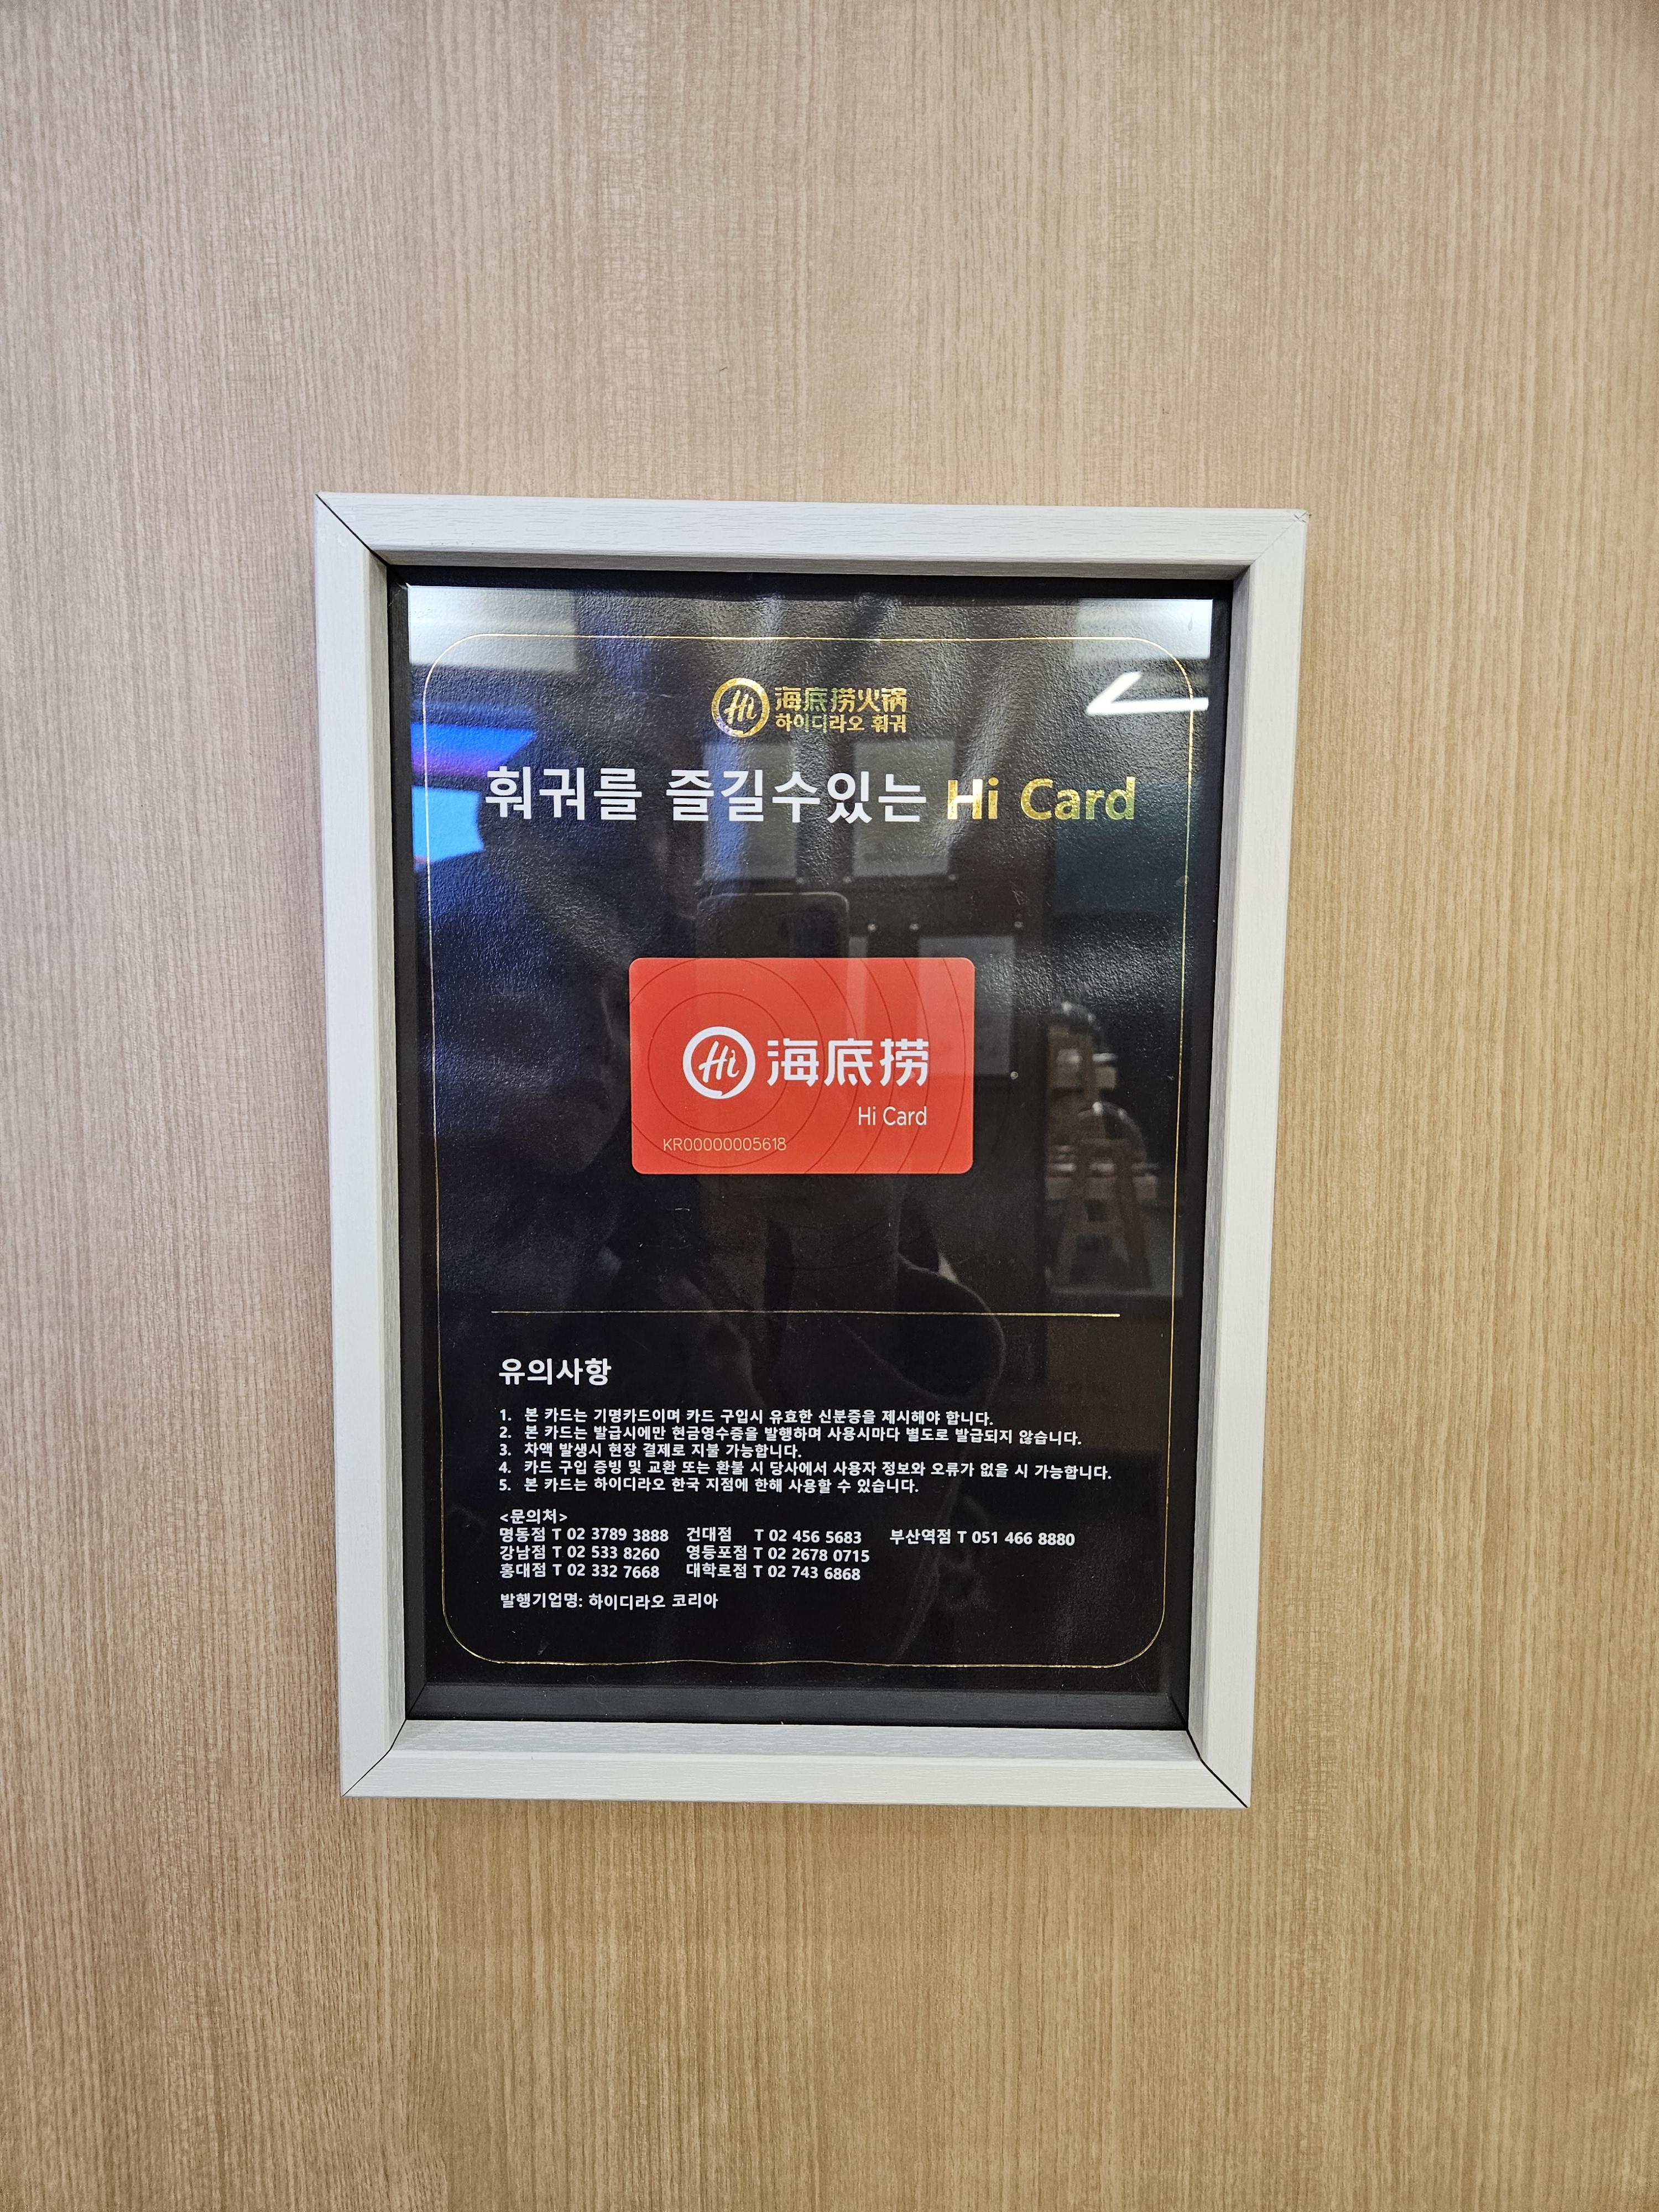 Hi 海底捞火锅
하이디라오 훠궈
훠궈를 즐길수있는 Hi Card
Hi 海底捞
Hi Card
KR00000005618
유의사항
1. 본 카드는 기명카드이며 카드 구입시 유효한 신분증을 제시해야 합니다.
2. 본 카드는 발급시에만 현금영수증을 발행하며 사용시마다 별도로 발급되지 않습니다.
3. 차액 발생시 현장 결제로 지불 가능합니다.
4. 카드 구입 증빙 및 교환 또는 환불 시 당사에서 사용자 정보와 오류가 없을 시 가능합니다.
5. 본 카드는 하이디라오 한국 지점에 한해 사용할 수 있습니다.
<문의처>
명동점 T 02 3789 3888 건대점 T 02 456 5683 부산역점 T 051 466 8880
강남점 T 02 533 8260 영등포점 T 02 2678 0715
홍대점 T 02 332 7668 대학로점 T 02 743 6868
발행기업명: 하이디라오 코리아